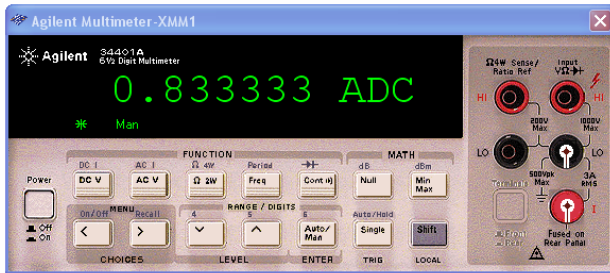 Agilent Multimeter-XMM1
Agilent 34401A
6½ Digit Multimeter
0.833333 ADC
Man
FUNCTION
MATH
DC I AC I Ω 4W Period dB dBm
Power
DC V AC V Ω 2W Freq Cont Null Min Max
On/Off MENU Recall 4 RANGE / DIGITS 5 6 Auto/Hold
Off
On
< > Auto/Man Single Shift
CHOICES LEVEL ENTER TRIG LOCAL
Ω4W Sense/
Ratio Ref
Input
VΩ
HI HI
200V
Max
1000V
Max
LO LO
500Vpk
Max
3A
RMS
Terminals
I
Front
Rear
Fused on
Rear Panel